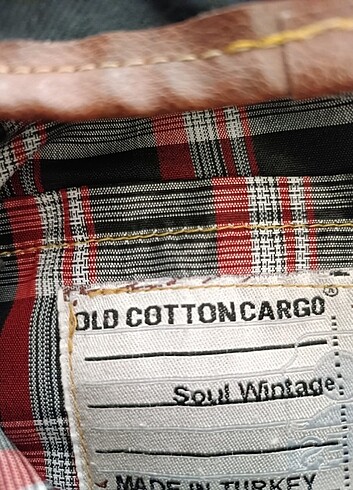 OLD COTTON CARGO®
Soul Wintage
MADE IN TURKEY